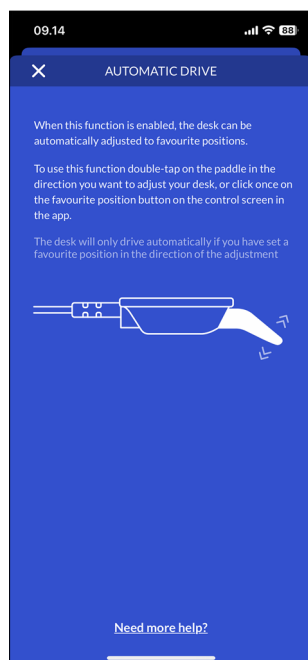 09.14
88
AUTOMATIC DRIVE
When this function is enabled, the desk can be
automatically adjusted to favourite positions.
To use this function double-tap on the paddle in the
direction you want to adjust your desk, or click once on
the favourite position button on the control screen in
the app.
The desk will only drive automatically if you have set a
favourite position in the direction of the adjustment
Need more help?